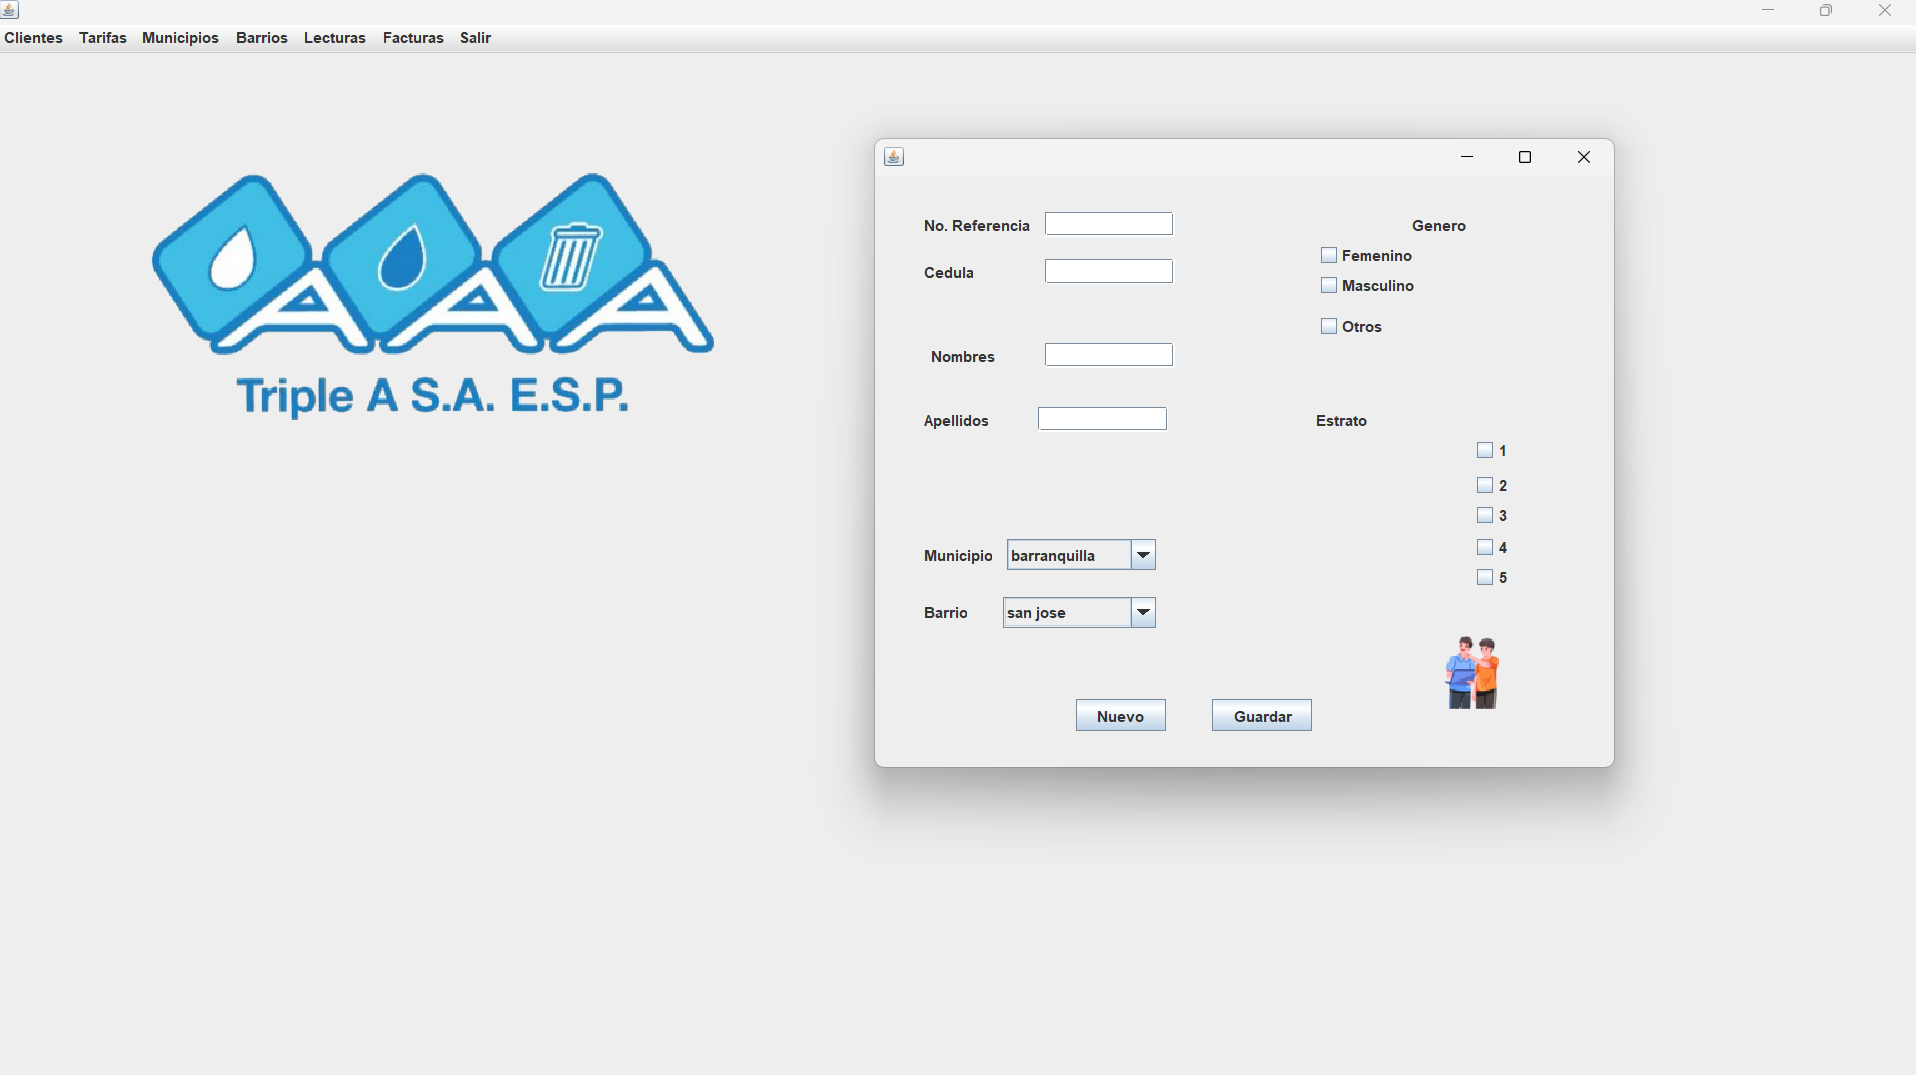 Clientes Tarifas Municipios Barrios Lecturas Facturas Salir
Triple A S.A. E.S.P.
No. Referencia
Cedula
Nombres
Apellidos
Municipio barranquilla
Barrio san jose
Genero
Femenino
Masculino
Otros
Estrato
1
2
3
4
5
Nuevo Guardar